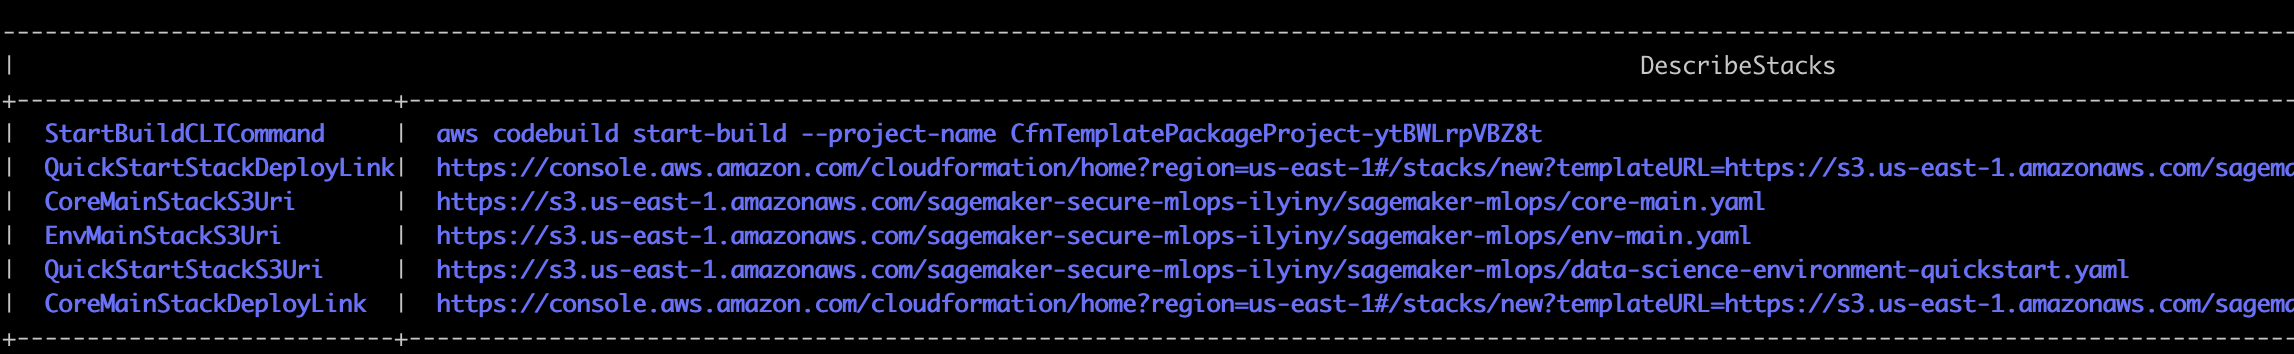 DescribeStacks
StartBuildCLICommand | aws codebuild start-build --project-name CfnTemplatePackageProject-ytBWLrpVBZ8t
QuickStartStackDeployLink| https://console.aws.amazon.com/cloudformation/home?region=us-east-1#/stacks/new?templateURL=https://s3.us-east-1.amazonaws.com/sagema
CoreMainStackS3Uri | https://s3.us-east-1.amazonaws.com/sagemaker-secure-mlops-ilyiny/sagemaker-mlops/core-main.yaml
EnvMainStackS3Uri | https://s3.us-east-1.amazonaws.com/sagemaker-secure-mlops-ilyiny/sagemaker-mlops/env-main.yaml
QuickStartStackS3Uri | https://s3.us-east-1.amazonaws.com/sagemaker-secure-mlops-ilyiny/sagemaker-mlops/data-science-environment-quickstart.yaml
CoreMainStackDeployLink | https://console.aws.amazon.com/cloudformation/home?region=us-east-1#/stacks/new?templateURL=https://s3.us-east-1.amazonaws.com/sagema